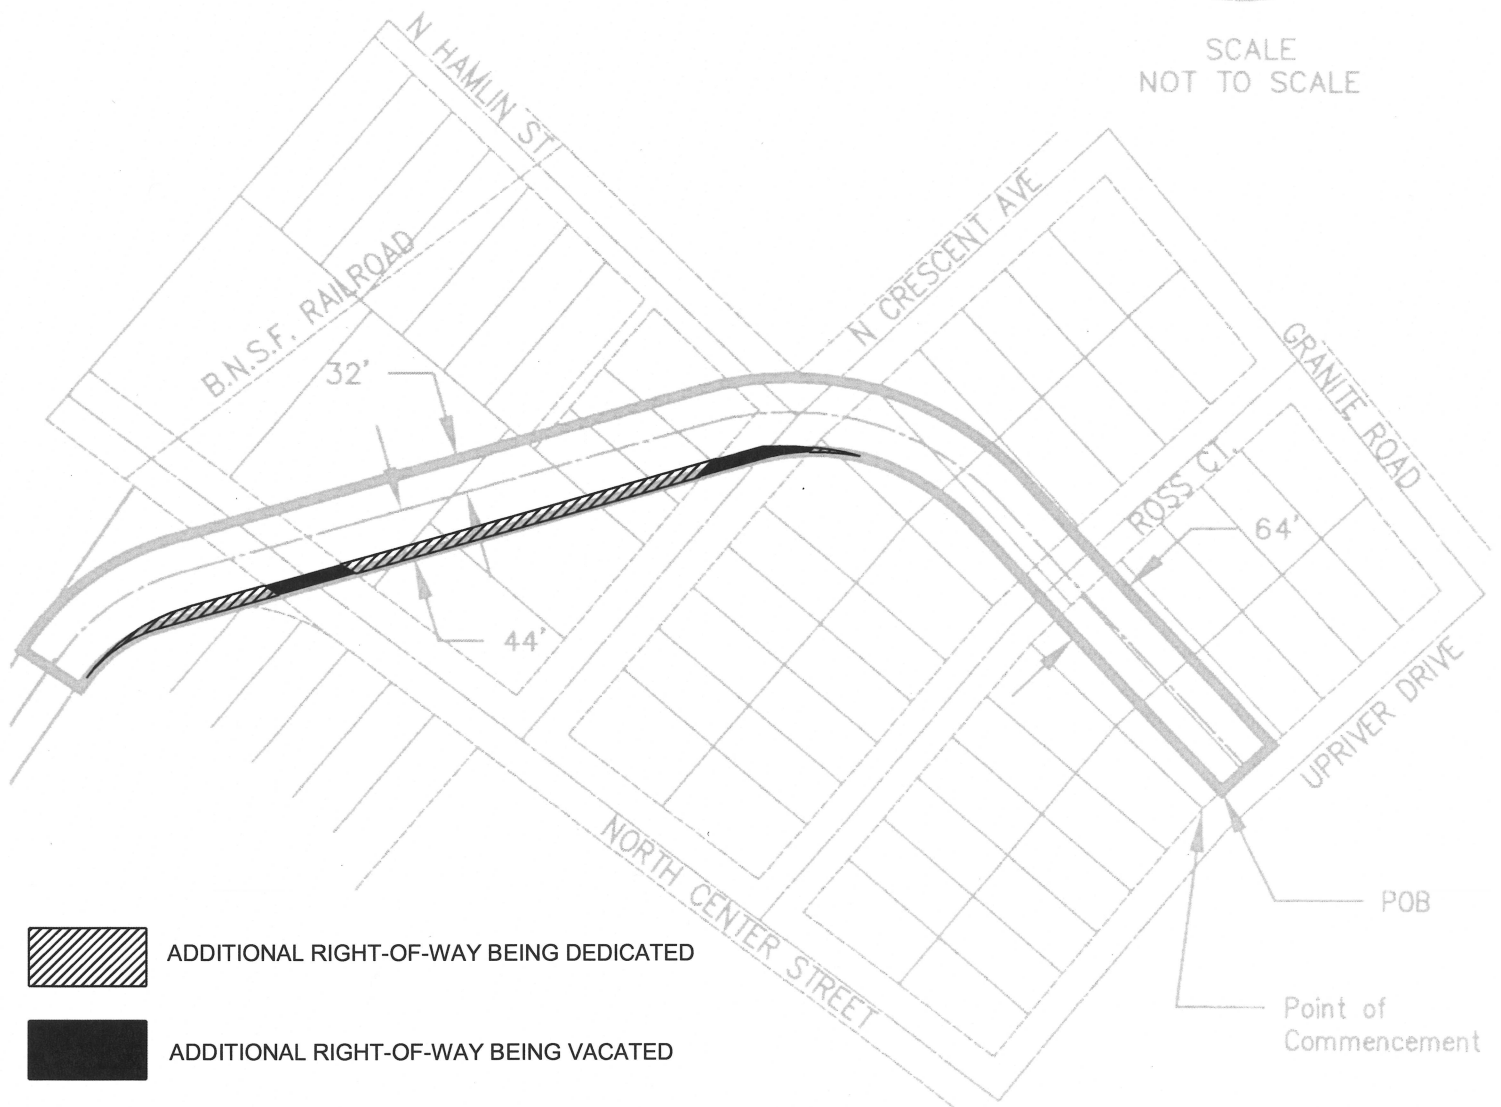 SCALE
NOT TO SCALE
N HAMLIN ST
N CRESCENT AVE
B.N.S.F. RAILROAD
GRANITE ROAD
32'
ROSS CT.
64'
44'
UPRIVER DRIVE
NORTH CENTER STREET
POB
ADDITIONAL RIGHT-OF-WAY BEING DEDICATED
Point of
Commencement
ADDITIONAL RIGHT-OF-WAY BEING VACATED